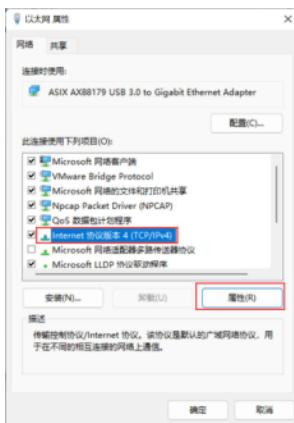 以太网 属性
网络 共享
连接时使用:
ASIX AX88179 USB 3.0 to Gigabit Ethernet Adapter
配置(C)...
此连接使用下列项目(O):
Microsoft 网络客户端
VMware Bridge Protocol
Microsoft 网络的文件和打印机共享
Npcap Packet Driver (NPCAP)
QoS 数据包计划程序
Internet 协议版本 4 (TCP/IPv4)
Microsoft 网络适配器多路传送器协议
Microsoft LLDP 协议驱动程序
安装(N)... 卸载(U) 属性(R)
描述
传输控制协议/Internet 协议。该协议是默认的广域网络协议，用
于在不同的相互连接的网络上通信。
确定 取消